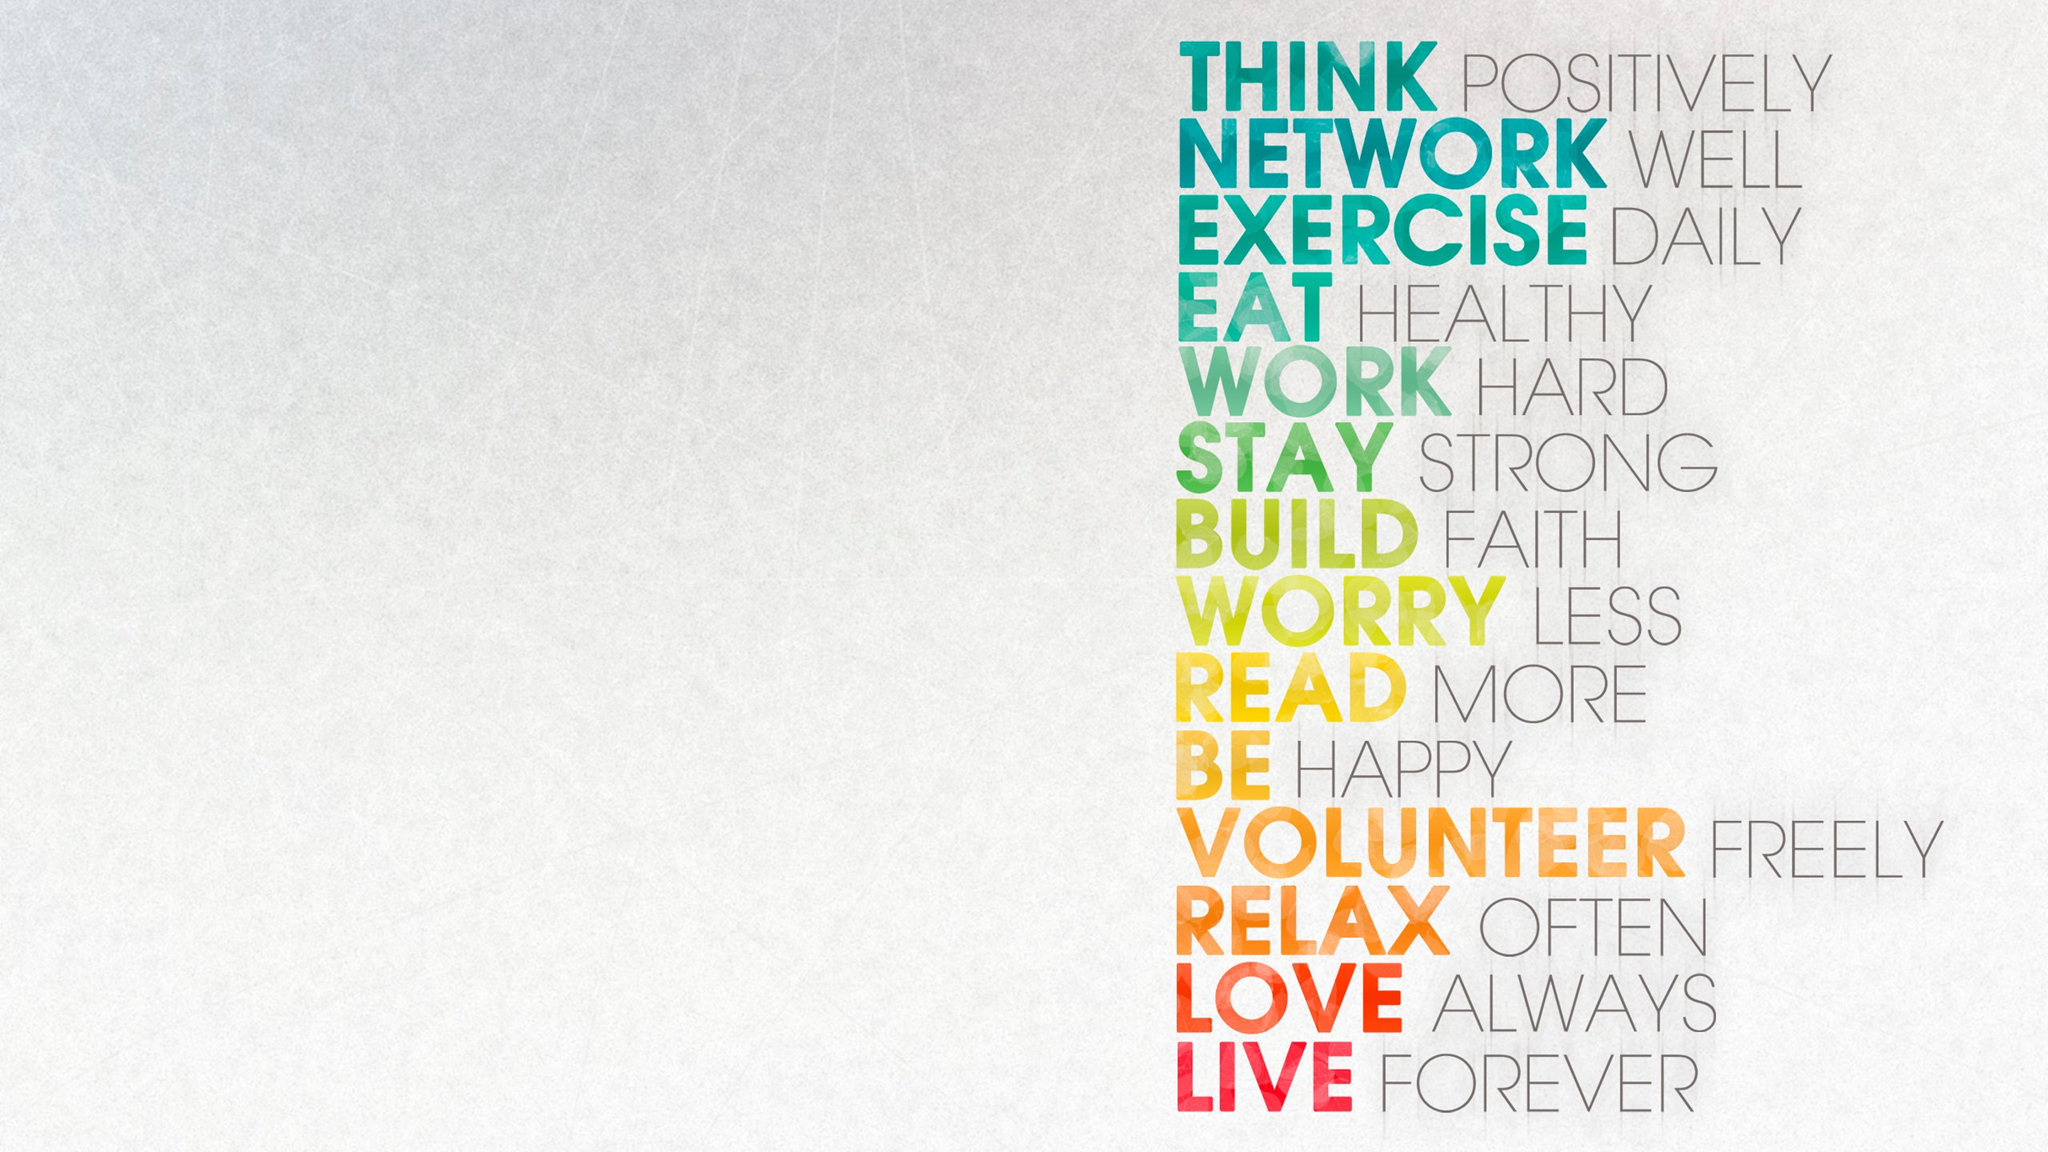 THINK POSITIVELY
NETWORK WELL
EXERCISE DAILY
EAT HEALTHY
WORK HARD
STAY STRONG
BUILD FAITH
WORRY LESS
READ MORE
BE HAPPY
VOLUNTEER FREELY
RELAX OFTEN
LOVE ALWAYS
LIVE FOREVER